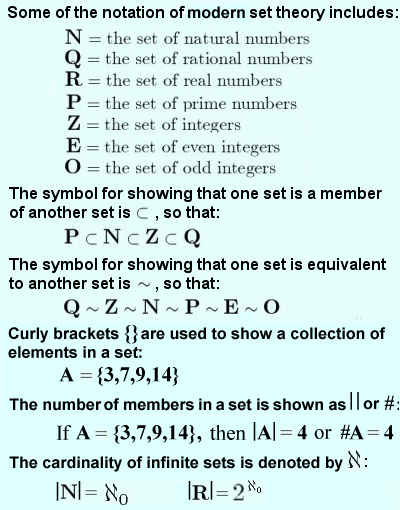 Some of the notation of modern set theory includes:
N = the set of natural numbers
Q = the set of rational numbers
R = the set of real numbers
P = the set of prime numbers
Z = the set of integers
E = the set of even integers
O = the set of odd integers
The symbol for showing that one set is a member
of another set is ⊂ , so that:
P ⊂ N ⊂ Z ⊂ Q
The symbol for showing that one set is equivalent
to another set is ~ , so that:
Q ~ Z ~ N ~ P ~ E ~ O
Curly brackets {} are used to show a collection of
elements in a set:
A = {3,7,9,14}
The number of members in a set is shown as || or #:
If A = {3,7,9,14}, then |A| = 4 or #A = 4
The cardinality of infinite sets is denoted by ℵ:
|N| = ℵ₀ |R| = 2^ℵ₀